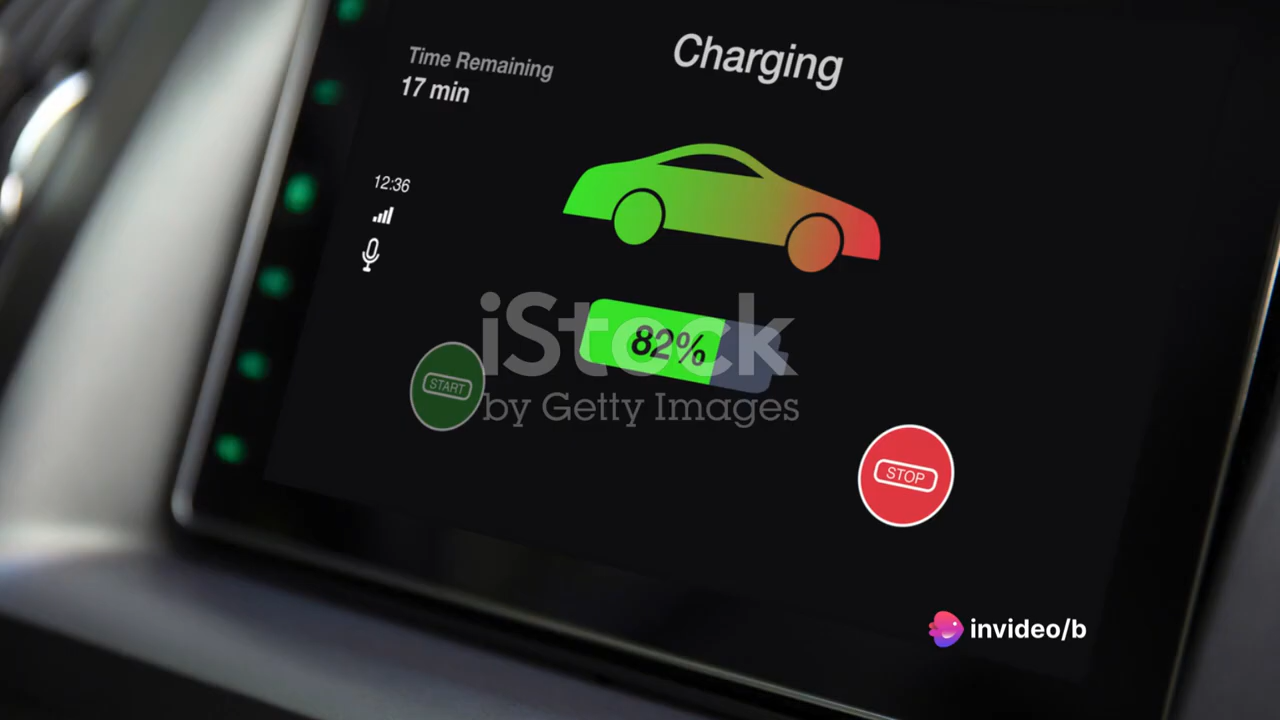 Charging
Time Remaining
17 min
12:36
82%
START
STOP
iStock
by Getty Images
invideo/b